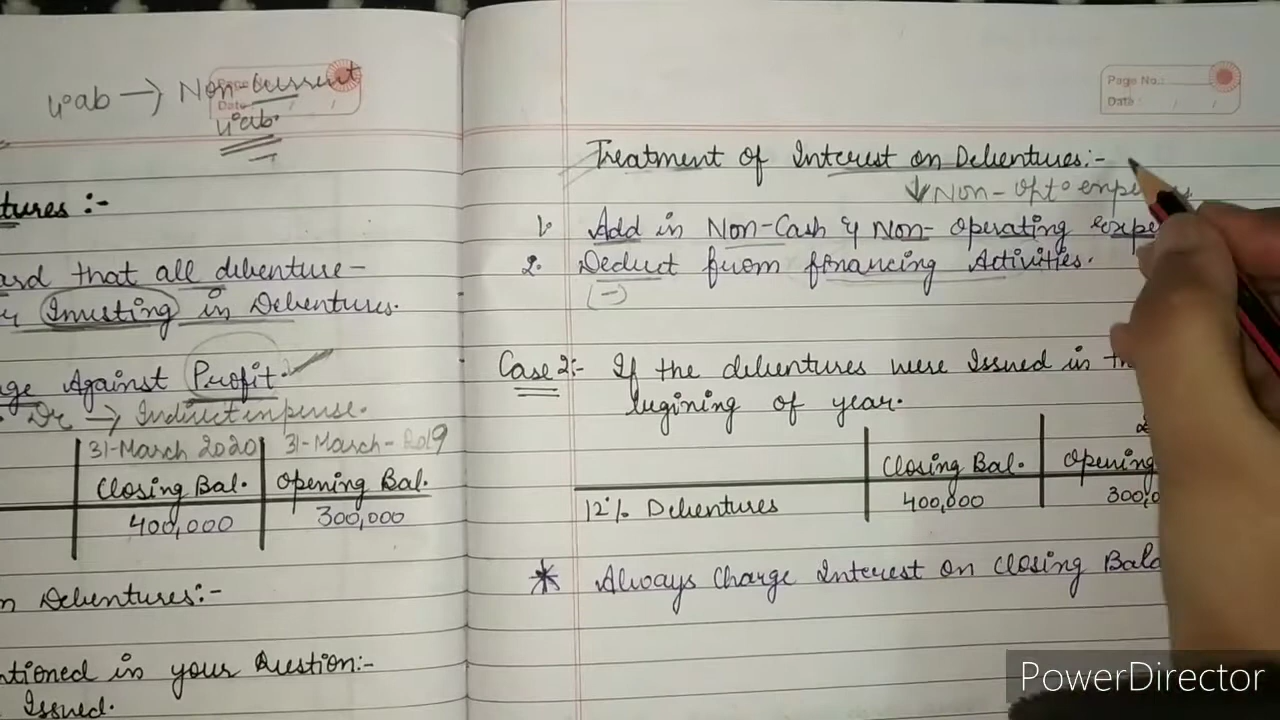 liab → Non-current
liab.
Page No.:
Date: / /
tures :-
ard that all debenture-
Investing in Debentures.
ge Against Profit.
Dr → Indirect expense.
31-March 2020 31-March-2019
Closing Bal. Opening Bal.
400,000 300,000
n Debentures:-
ntioned in your Question:-
Issued.
Page No.:
Date: / /
Treatment of Interest on Debentures:-
↓ Non-opt°
1. Add in Non-Cash & Non-Operating expe
2. Deduct from financing Activities.
(-)
Case 2:- If the debentures were Issued in th
begining of year.
Closing Bal. Opening
12% Debentures 400,000 300,0
* Always Charge Interest on Closing Bala
PowerDirector